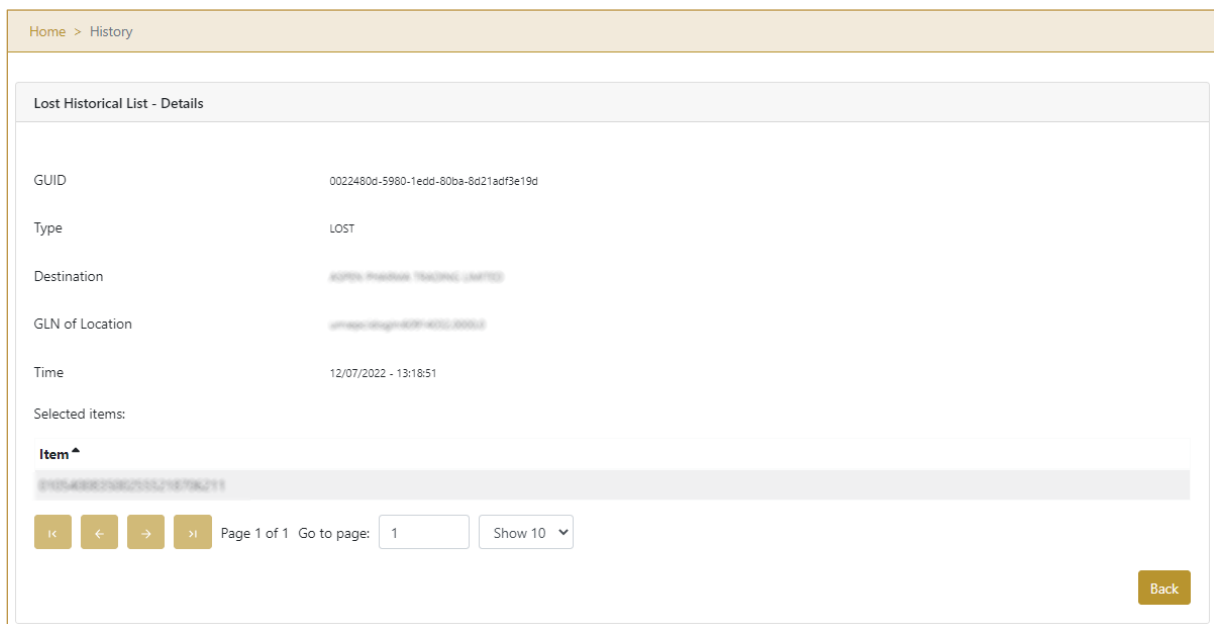 Home > History
Lost Historical List - Details
GUID 0022480d-5980-1edd-80ba-8d21adf3e19d
Type LOST
Destination
GLN of Location
Time 12/07/2022 - 13:18:51
Selected items:
Item
Page 1 of 1 Go to page: 1 Show 10
Back